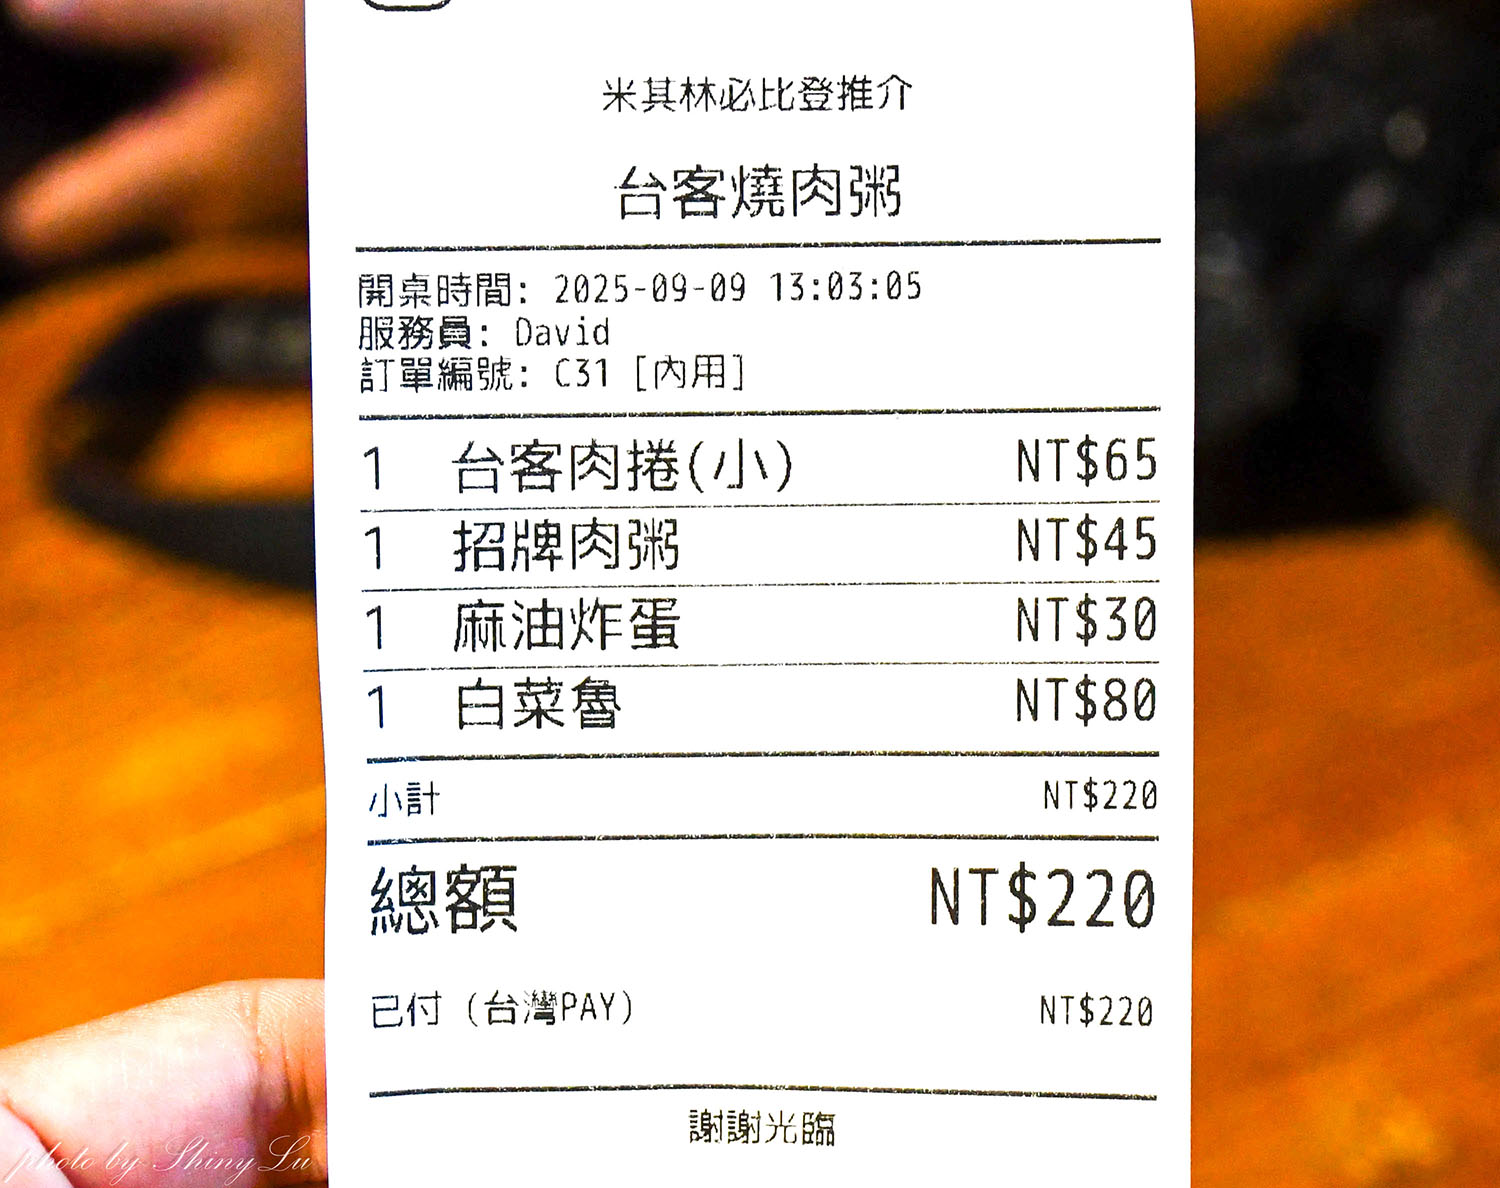 米其林必比登推介
台客燒肉粥
開桌時間: 2025-09-09 13:03:05
服務員: David
訂單編號: C31 [內用]
1 台客肉捲(小) NT$65
1 招牌肉粥 NT$45
1 麻油炸蛋 NT$30
1 白菜魯 NT$80
小計 NT$220
總額 NT$220
已付 (台灣PAY) NT$220
謝謝光臨
photo by Shiny Lu